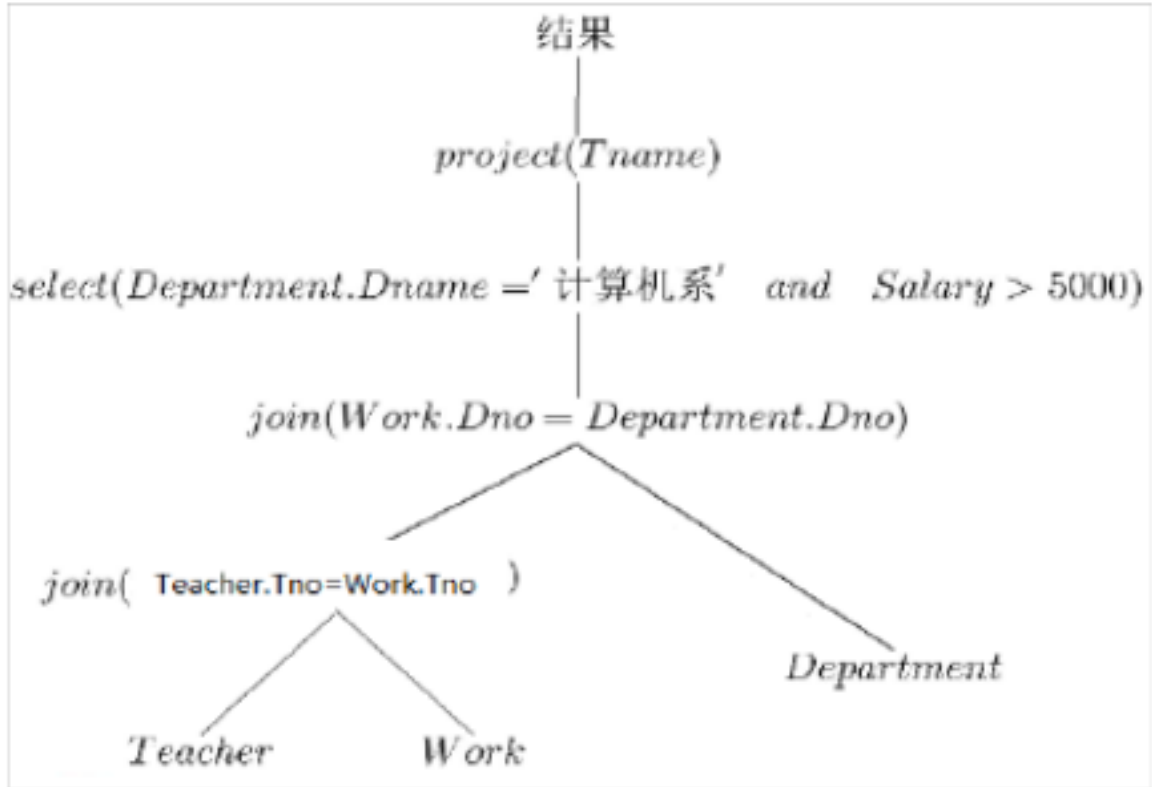 结果
project(Tname)
select(Department.Dname =' 计算机系' and Salary > 5000)
join(Work.Dno = Department.Dno)
join( Teacher.Tno=Work.Tno )
Department
Teacher Work